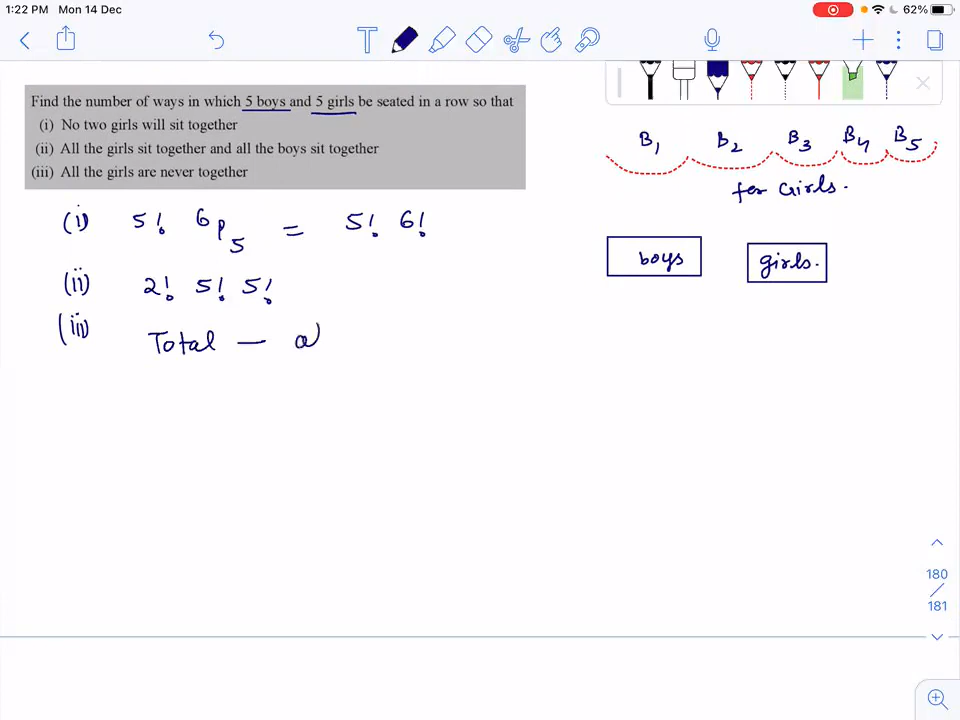 1:22 PM Mon 14 Dec
62%
Find the number of ways in which 5 boys and 5 girls be seated in a row so that
(i) No two girls will sit together
(ii) All the girls sit together and all the boys sit together
(iii) All the girls are never together
B1 B2 B3 B4 B5
for Girls.
boys girls.
(i) 5! 6P5 = 5! 6!
(ii) 2! 5! 5!
(iii) Total —
180
/
181